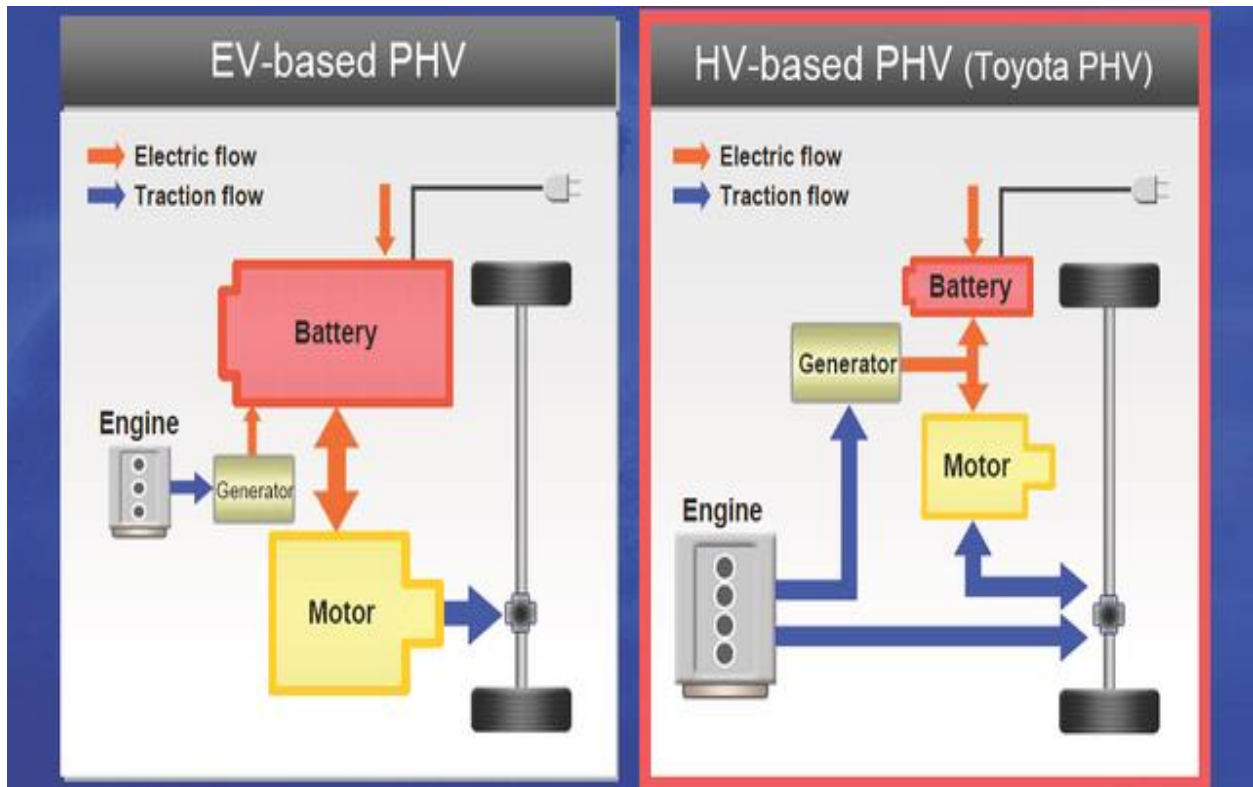 EV-based PHV
Electric flow
Traction flow
Battery
Engine
Generator
Motor
HV-based PHV (Toyota PHV)
Electric flow
Traction flow
Battery
Generator
Motor
Engine